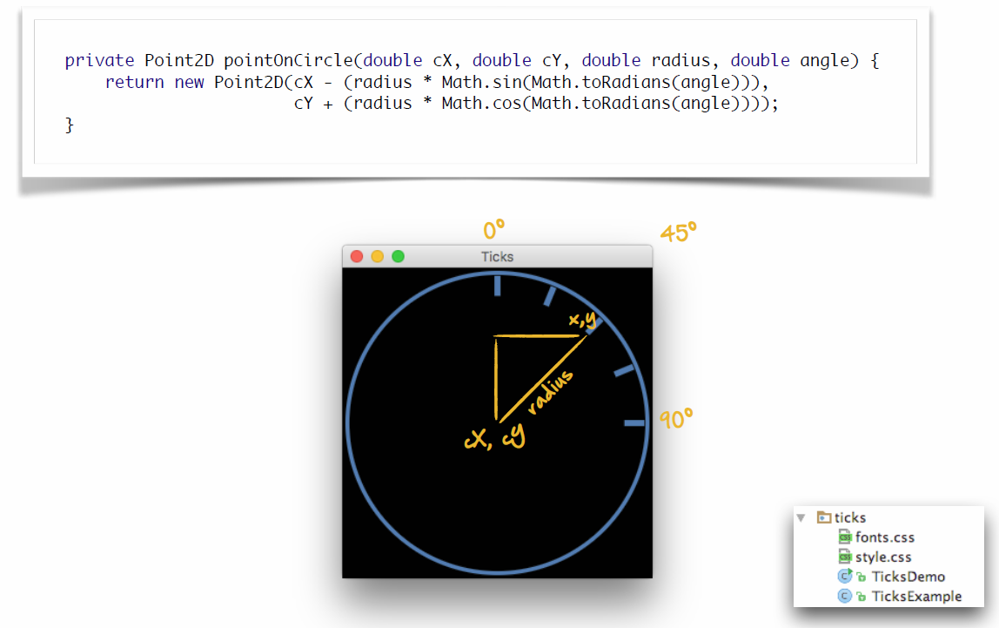 private Point2D pointOnCircle(double cX, double cY, double radius, double angle) {
return new Point2D(cX - (radius * Math.sin(Math.toRadians(angle))),
cY + (radius * Math.cos(Math.toRadians(angle))));
}
0°
45°
Ticks
x,y
radius
cX, cY
90°
ticks
fonts.css
style.css
TicksDemo
TicksExample